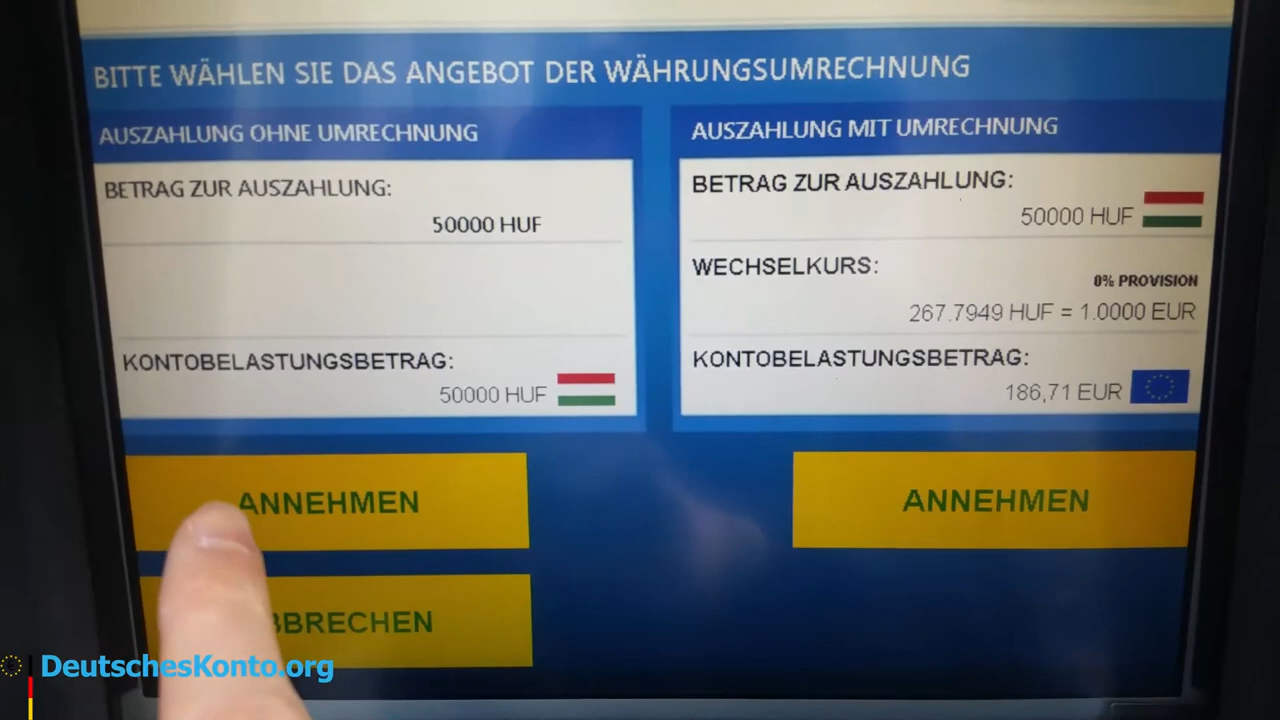 BITTE WÄHLEN SIE DAS ANGEBOT DER WÄHRUNGSUMRECHNUNG
AUSZAHLUNG OHNE UMRECHNUNG
BETRAG ZUR AUSZAHLUNG:
50000 HUF
KONTOBELASTUNGSBETRAG:
50000 HUF
ANNEHMEN
BBRECHEN
AUSZAHLUNG MIT UMRECHNUNG
BETRAG ZUR AUSZAHLUNG:
50000 HUF
WECHSELKURS:
0% PROVISION
267.7949 HUF = 1.0000 EUR
KONTOBELASTUNGSBETRAG:
186,71 EUR
ANNEHMEN
DeutschesKonto.org